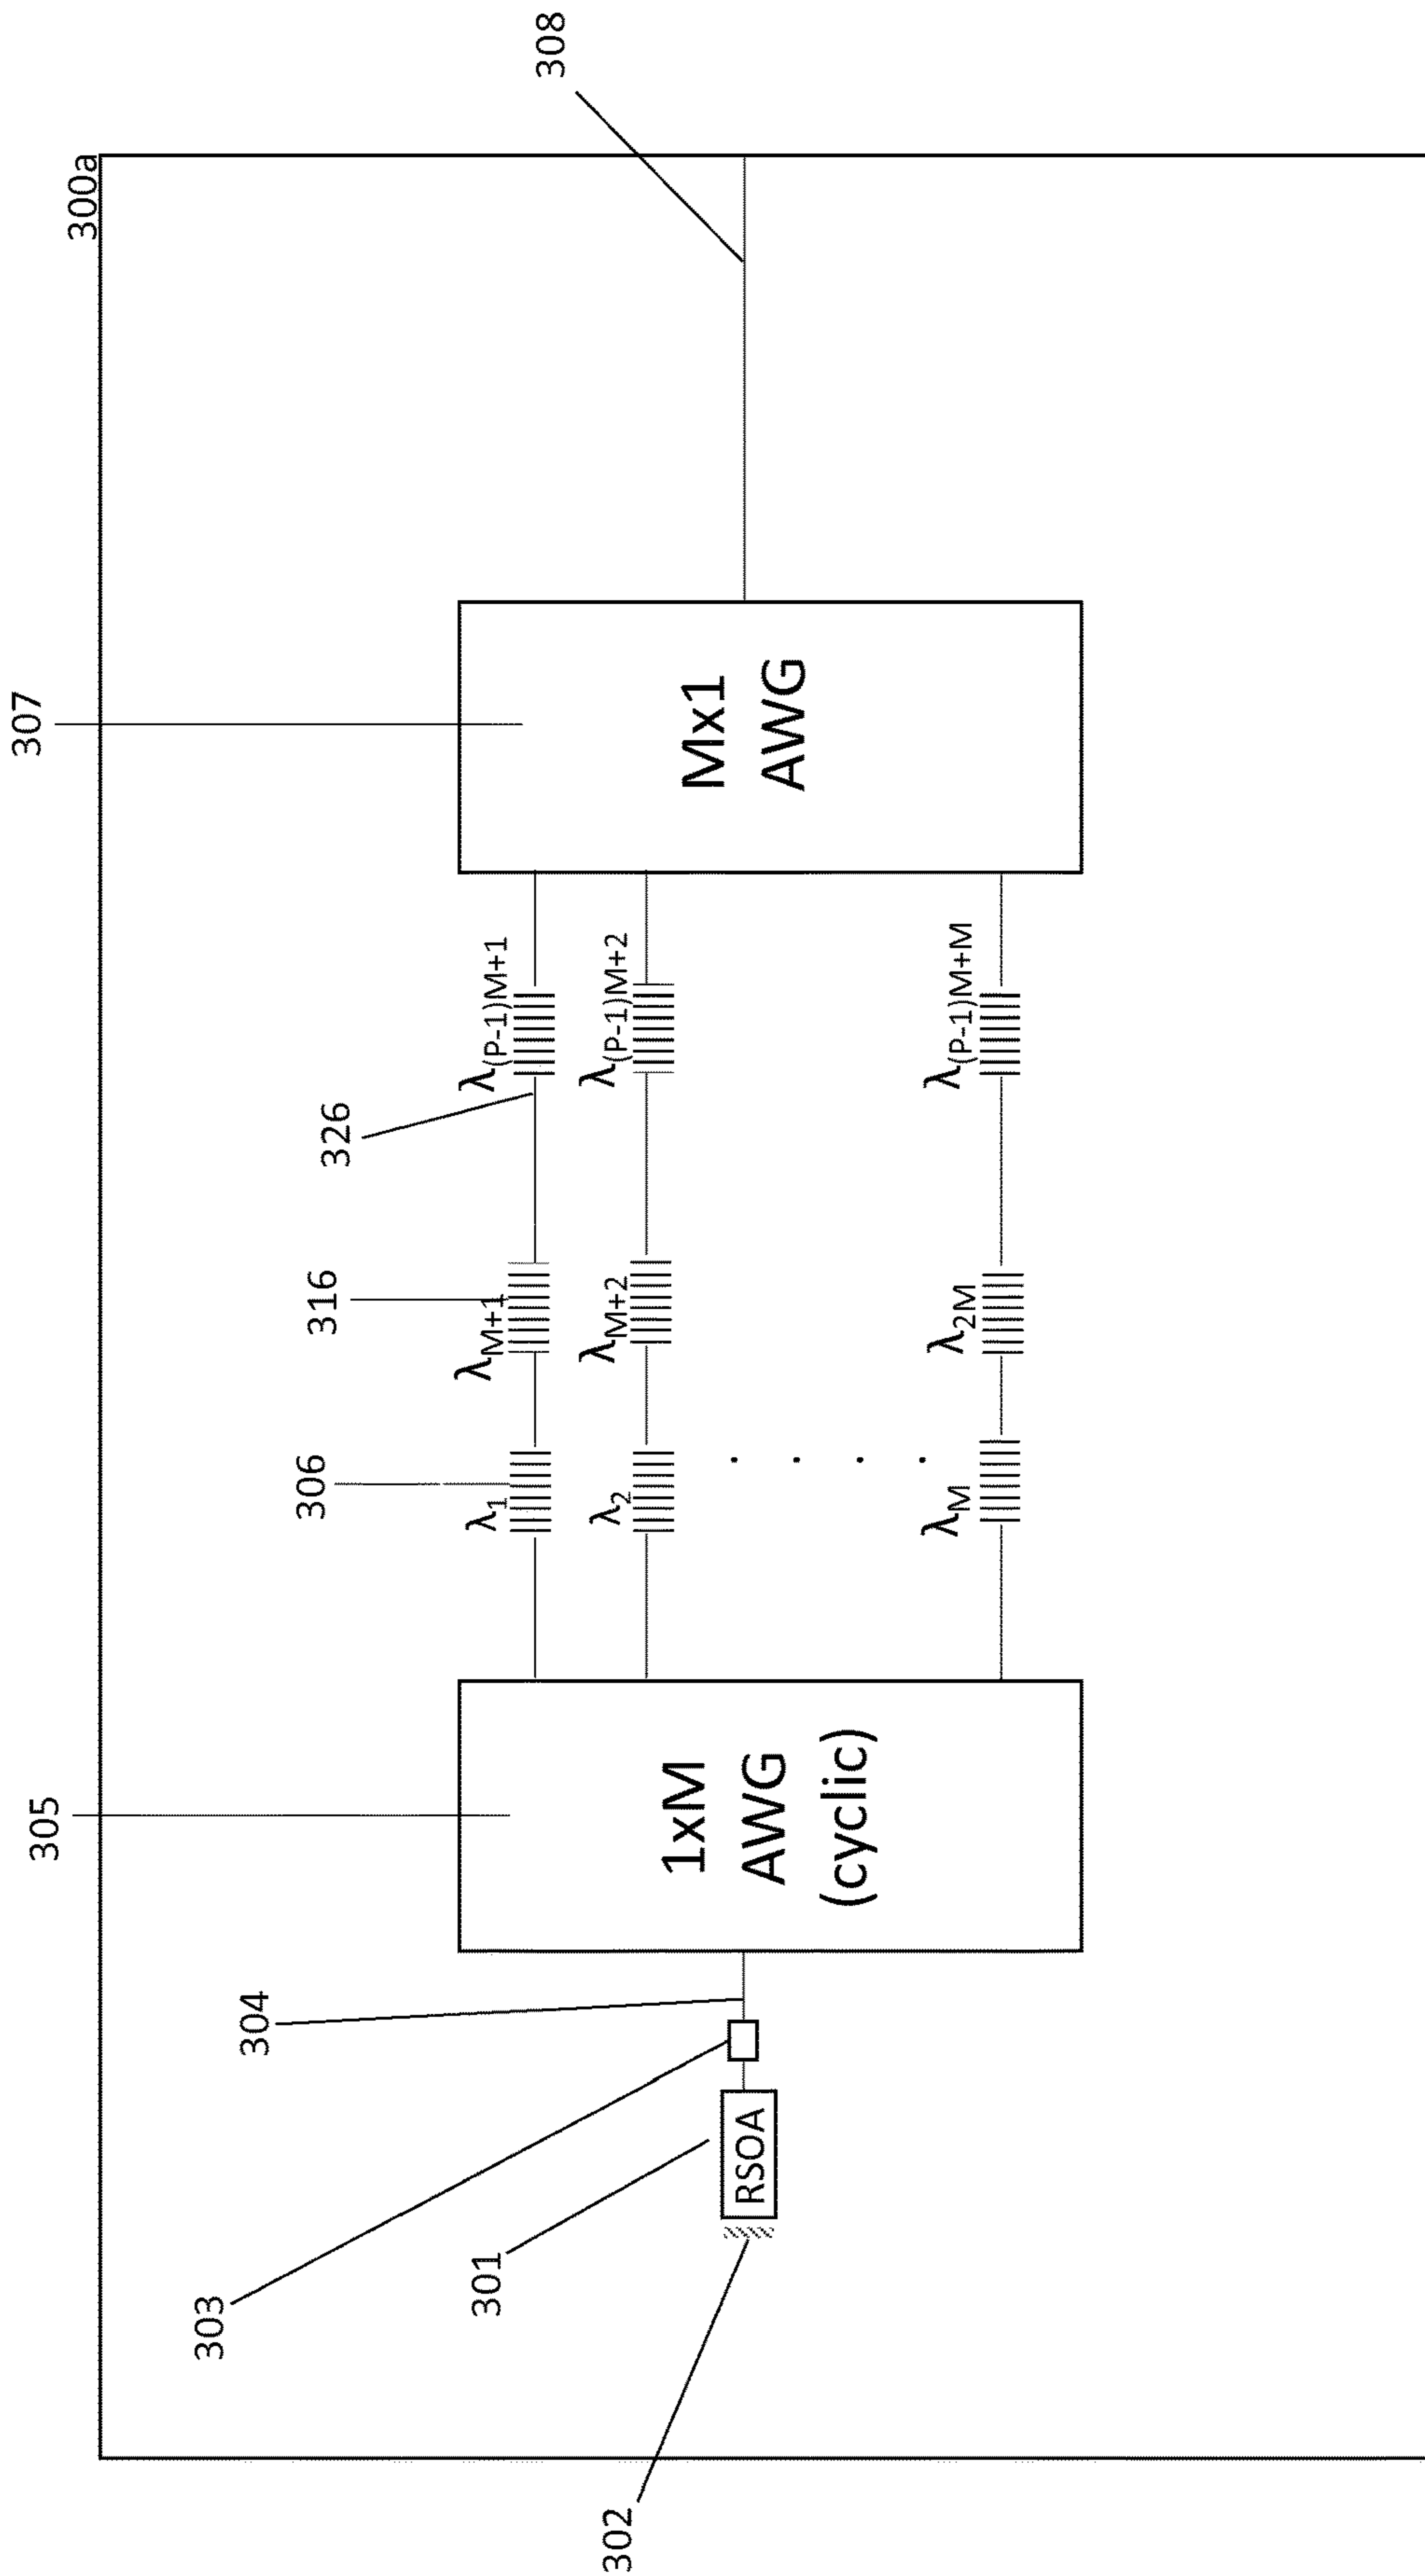 300a
302
303
301
304
305
306
316
326
307
308
RSOA
1xM
AWG
(cyclic)
λ1
λM+1
λ(P-1)M+1
λ2
λM+2
λ(P-1)M+2
. . . .
λM
λ2M
λ(P-1)M+M
Mx1
AWG